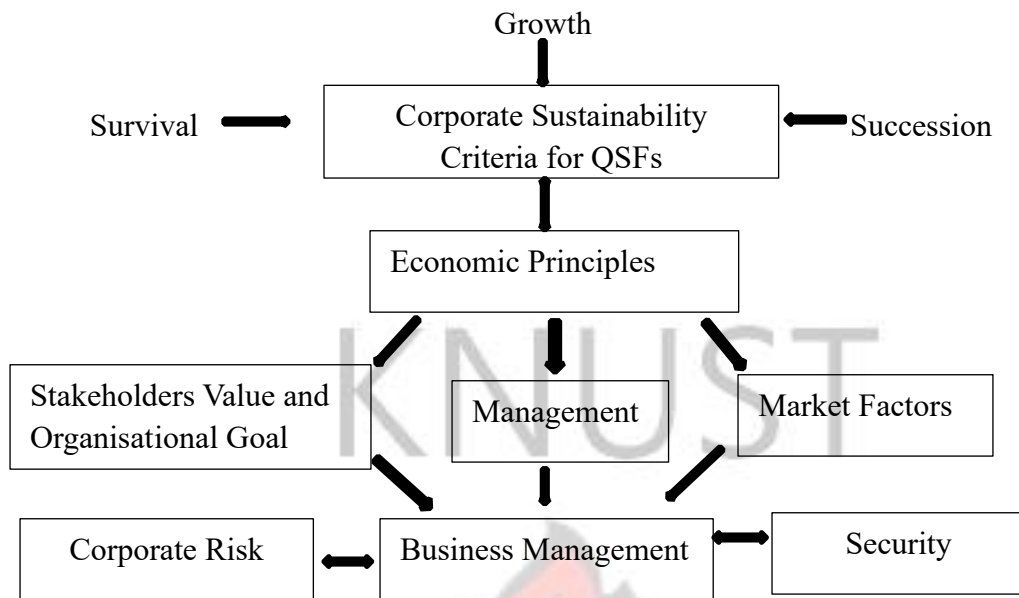 Growth
Survival
Corporate Sustainability
Criteria for QSFs
Succession
Economic Principles
Stakeholders Value and
Organisational Goal
Management
Market Factors
KNUST
Corporate Risk
Business Management
Security